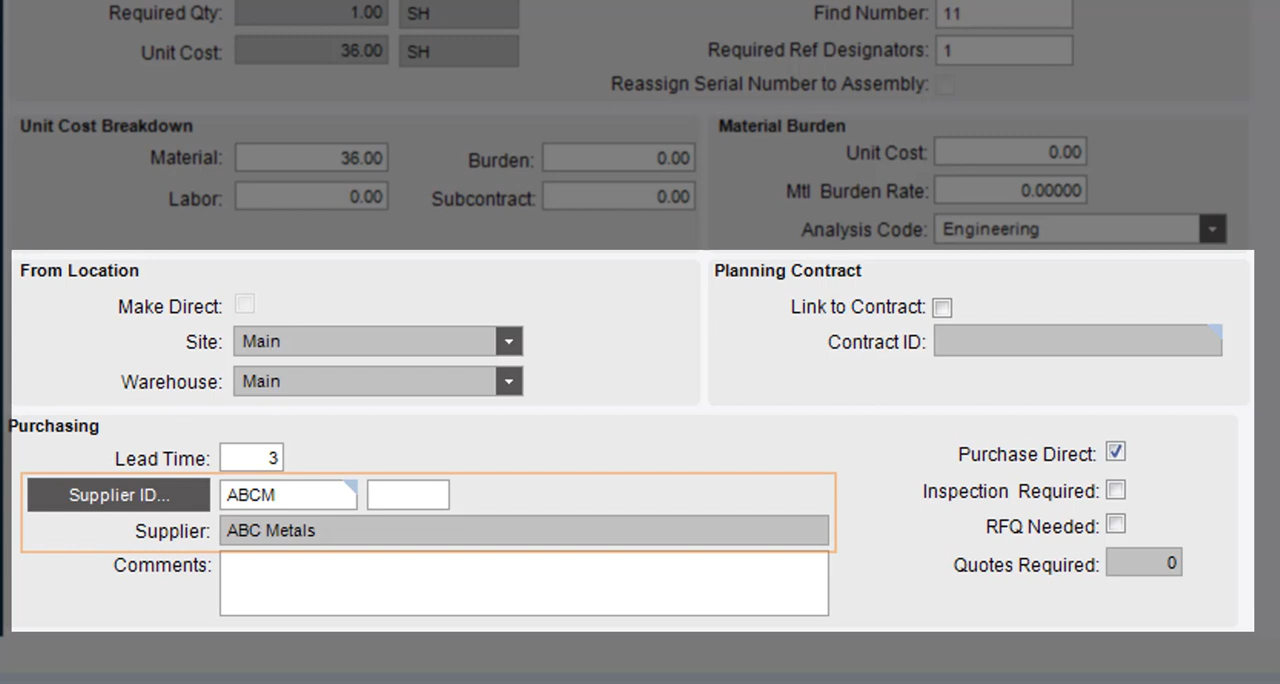 Required Qty: 1.00 SH Find Number: 11
Unit Cost: 36.00 SH Required Ref Designators: 1
Reassign Serial Number to Assembly:
Unit Cost Breakdown
Material: 36.00 Burden: 0.00
Labor: 0.00 Subcontract: 0.00
Material Burden
Unit Cost: 0.00
Mtl Burden Rate: 0.00000
Analysis Code: Engineering
From Location
Make Direct:
Site: Main
Warehouse: Main
Planning Contract
Link to Contract:
Contract ID:
Purchasing
Lead Time: 3
Supplier ID... ABCM
Supplier: ABC Metals
Comments:
Purchase Direct:
Inspection Required:
RFQ Needed:
Quotes Required: 0